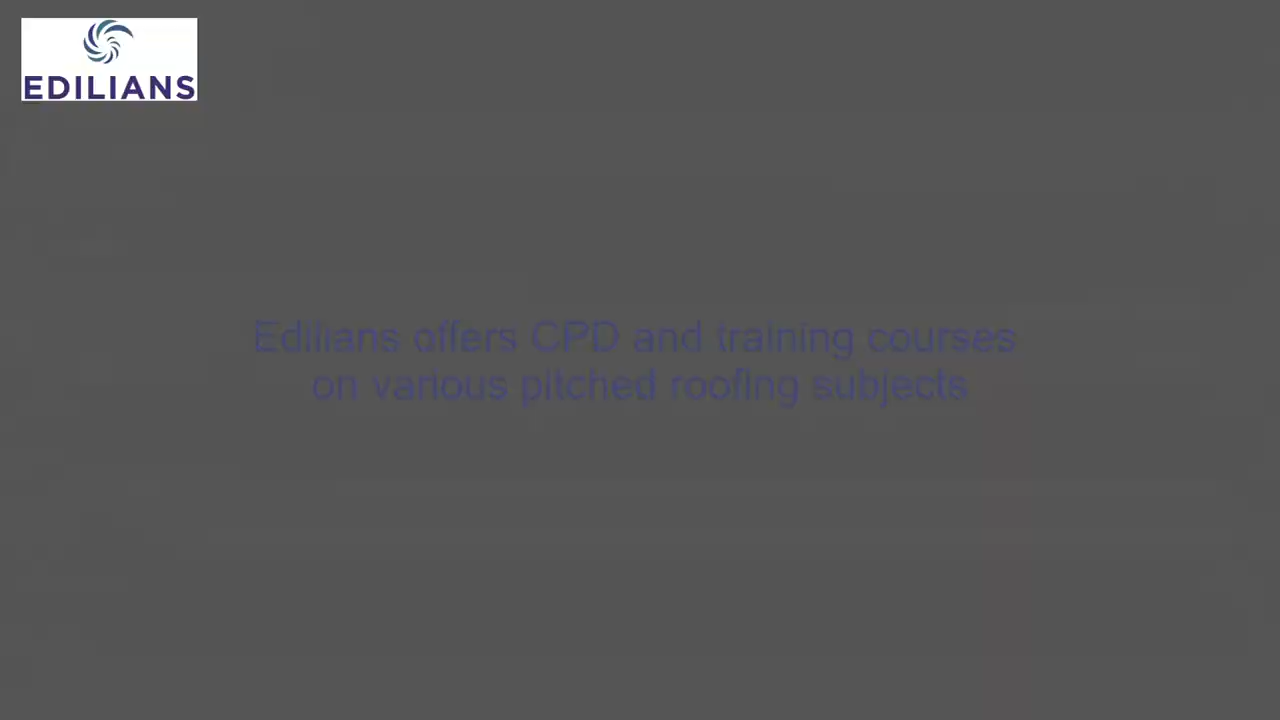 EDILIANS
Edilians offers CPD and training courses
on various pitched roofing subjects